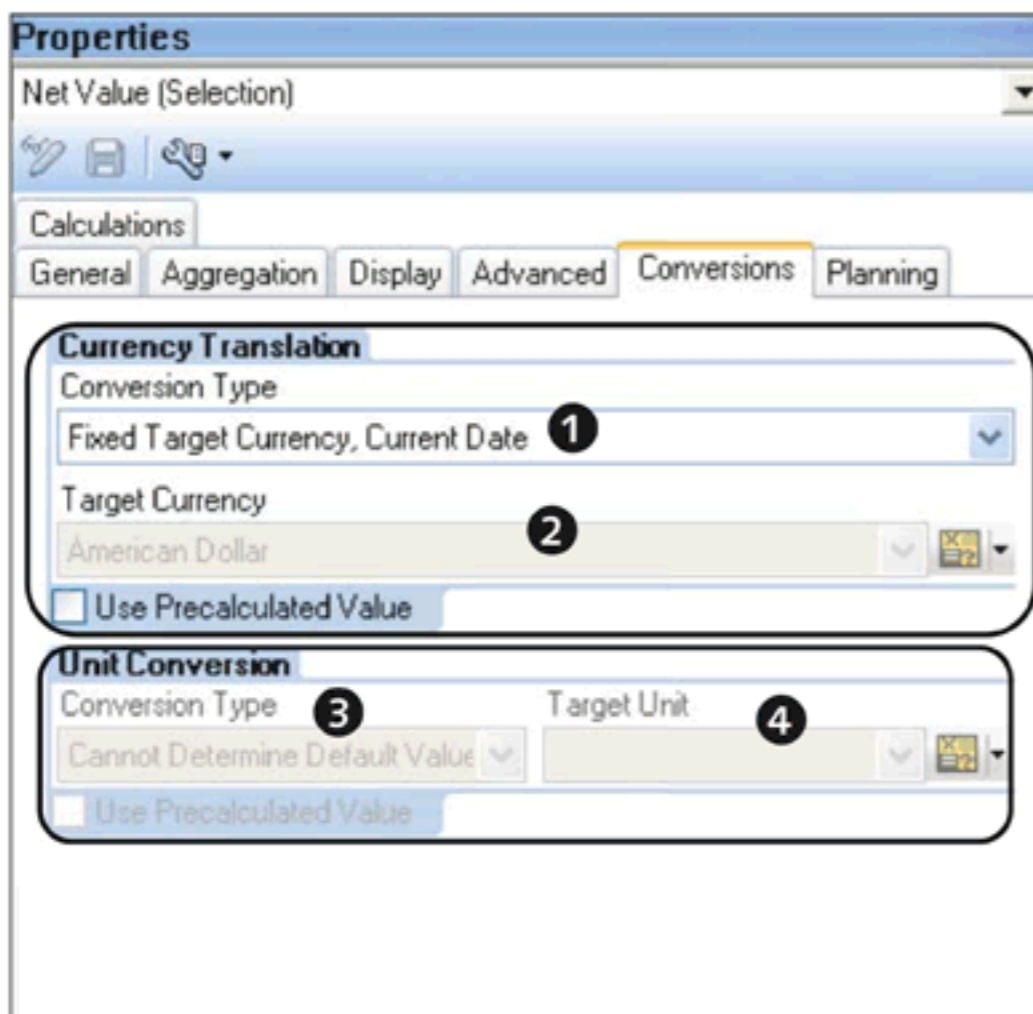 Properties
Net Value (Selection)
Calculations
General Aggregation Display Advanced Conversions Planning
Currency Translation
Conversion Type
Fixed Target Currency, Current Date 1
Target Currency
American Dollar 2
Use Precalculated Value
Unit Conversion
Conversion Type 3 Target Unit 4
Cannot Determine Default Value
Use Precalculated Value